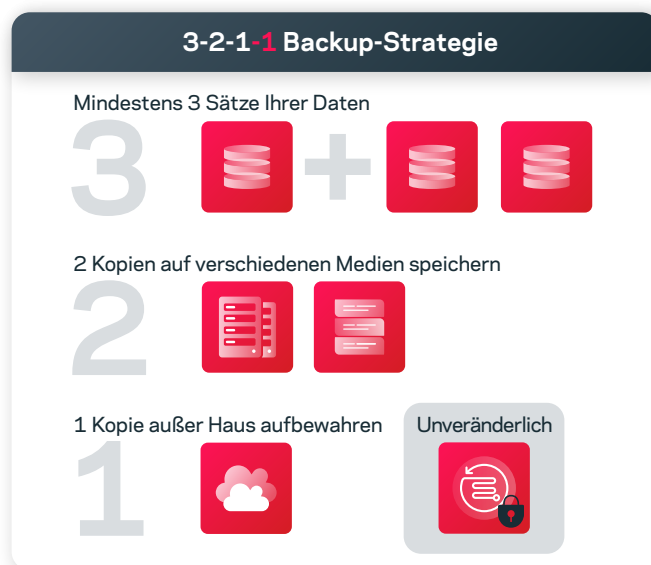 3-2-1-1 Backup-Strategie
Mindestens 3 Sätze Ihrer Daten
3 +
2 Kopien auf verschiedenen Medien speichern
2
1 Kopie außer Haus aufbewahren
Unveränderlich
1